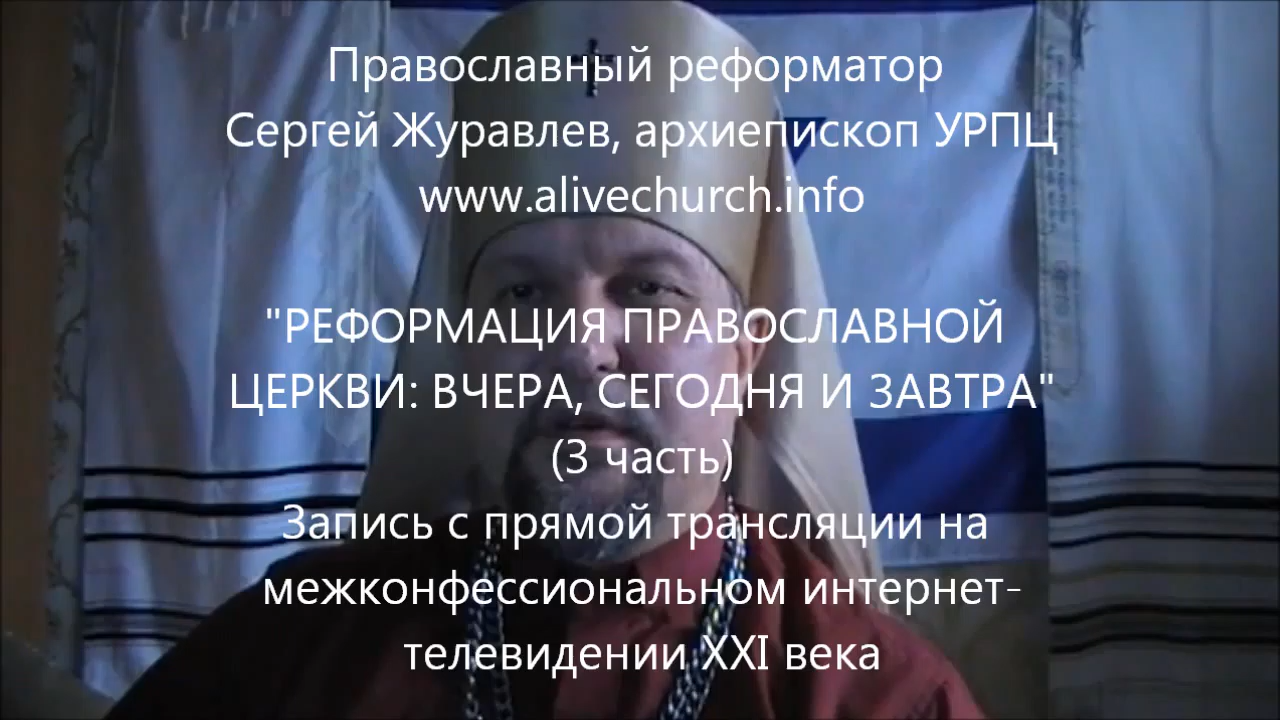 Православный реформатор
Сергей Журавлев, архиепископ УРПЦ
www.alivechurch.info
"РЕФОРМАЦИЯ ПРАВОСЛАВНОЙ
ЦЕРКВИ: ВЧЕРА, СЕГОДНЯ И ЗАВТРА"
(3 часть)
Запись с прямой трансляции на
межконфессиональном интернет-
телевидении XXI века